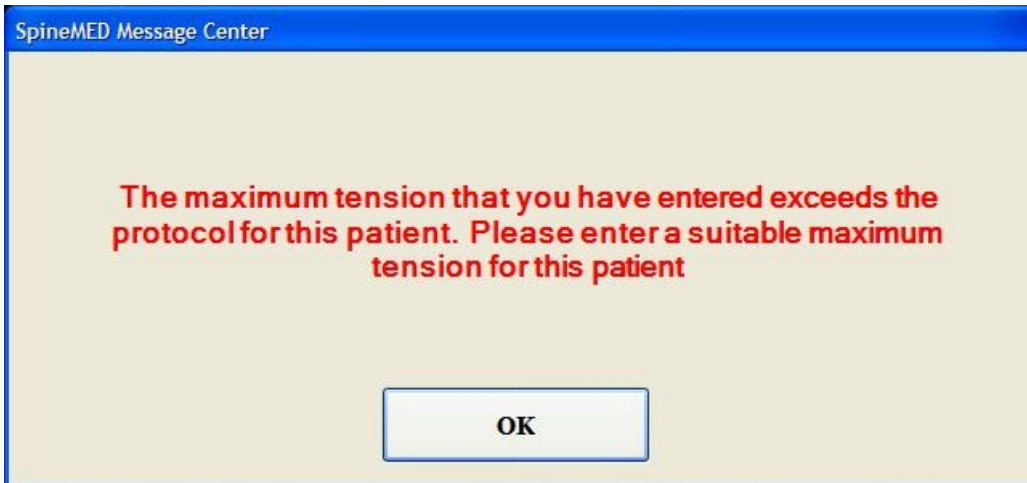 SpineMED Message Center
The maximum tension that you have entered exceeds the
protocol for this patient. Please enter a suitable maximum
tension for this patient
OK